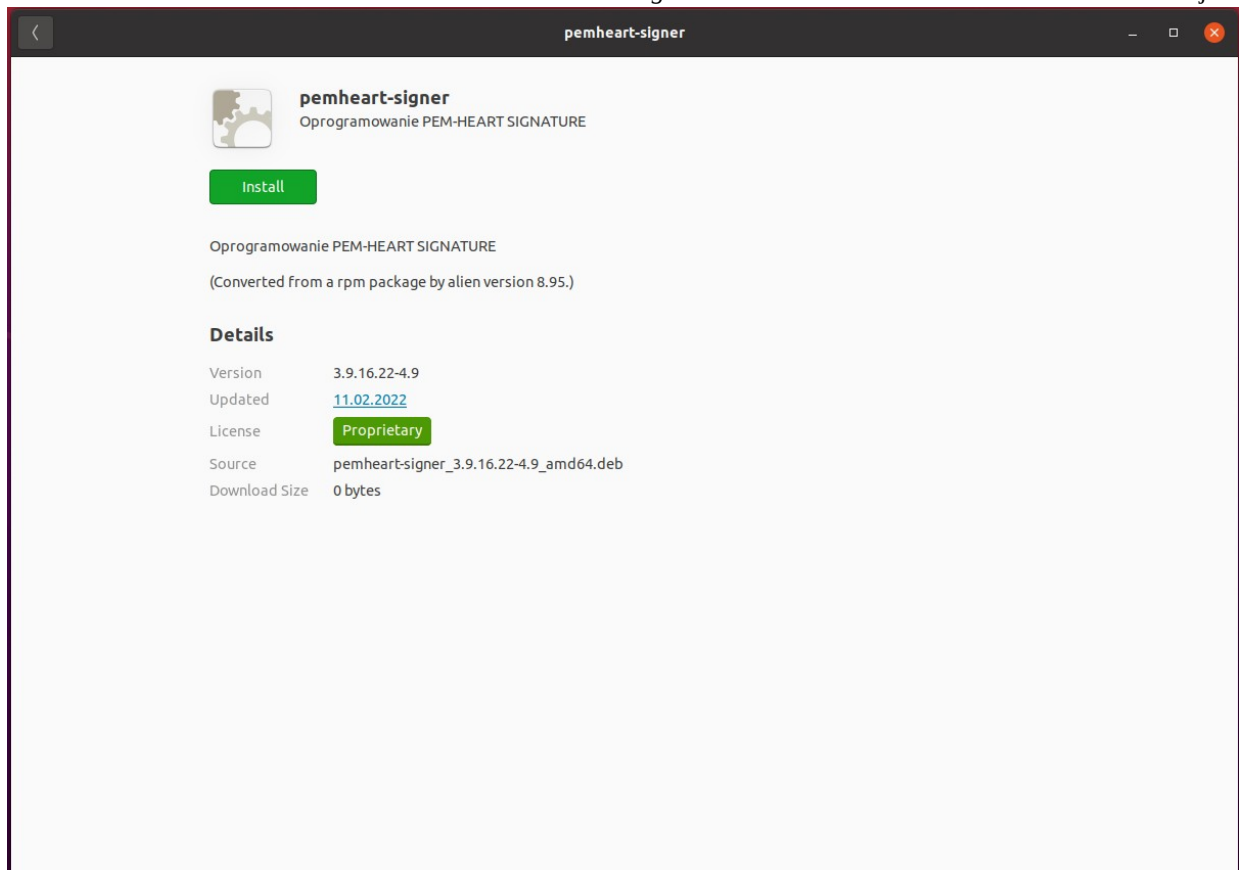 pemheart-signer
pemheart-signer
Oprogramowanie PEM-HEART SIGNATURE
Install
Oprogramowanie PEM-HEART SIGNATURE
(Converted from a rpm package by alien version 8.95.)
Details
Version 3.9.16.22-4.9
Updated 11.02.2022
License Proprietary
Source pemheart-signer_3.9.16.22-4.9_amd64.deb
Download Size 0 bytes